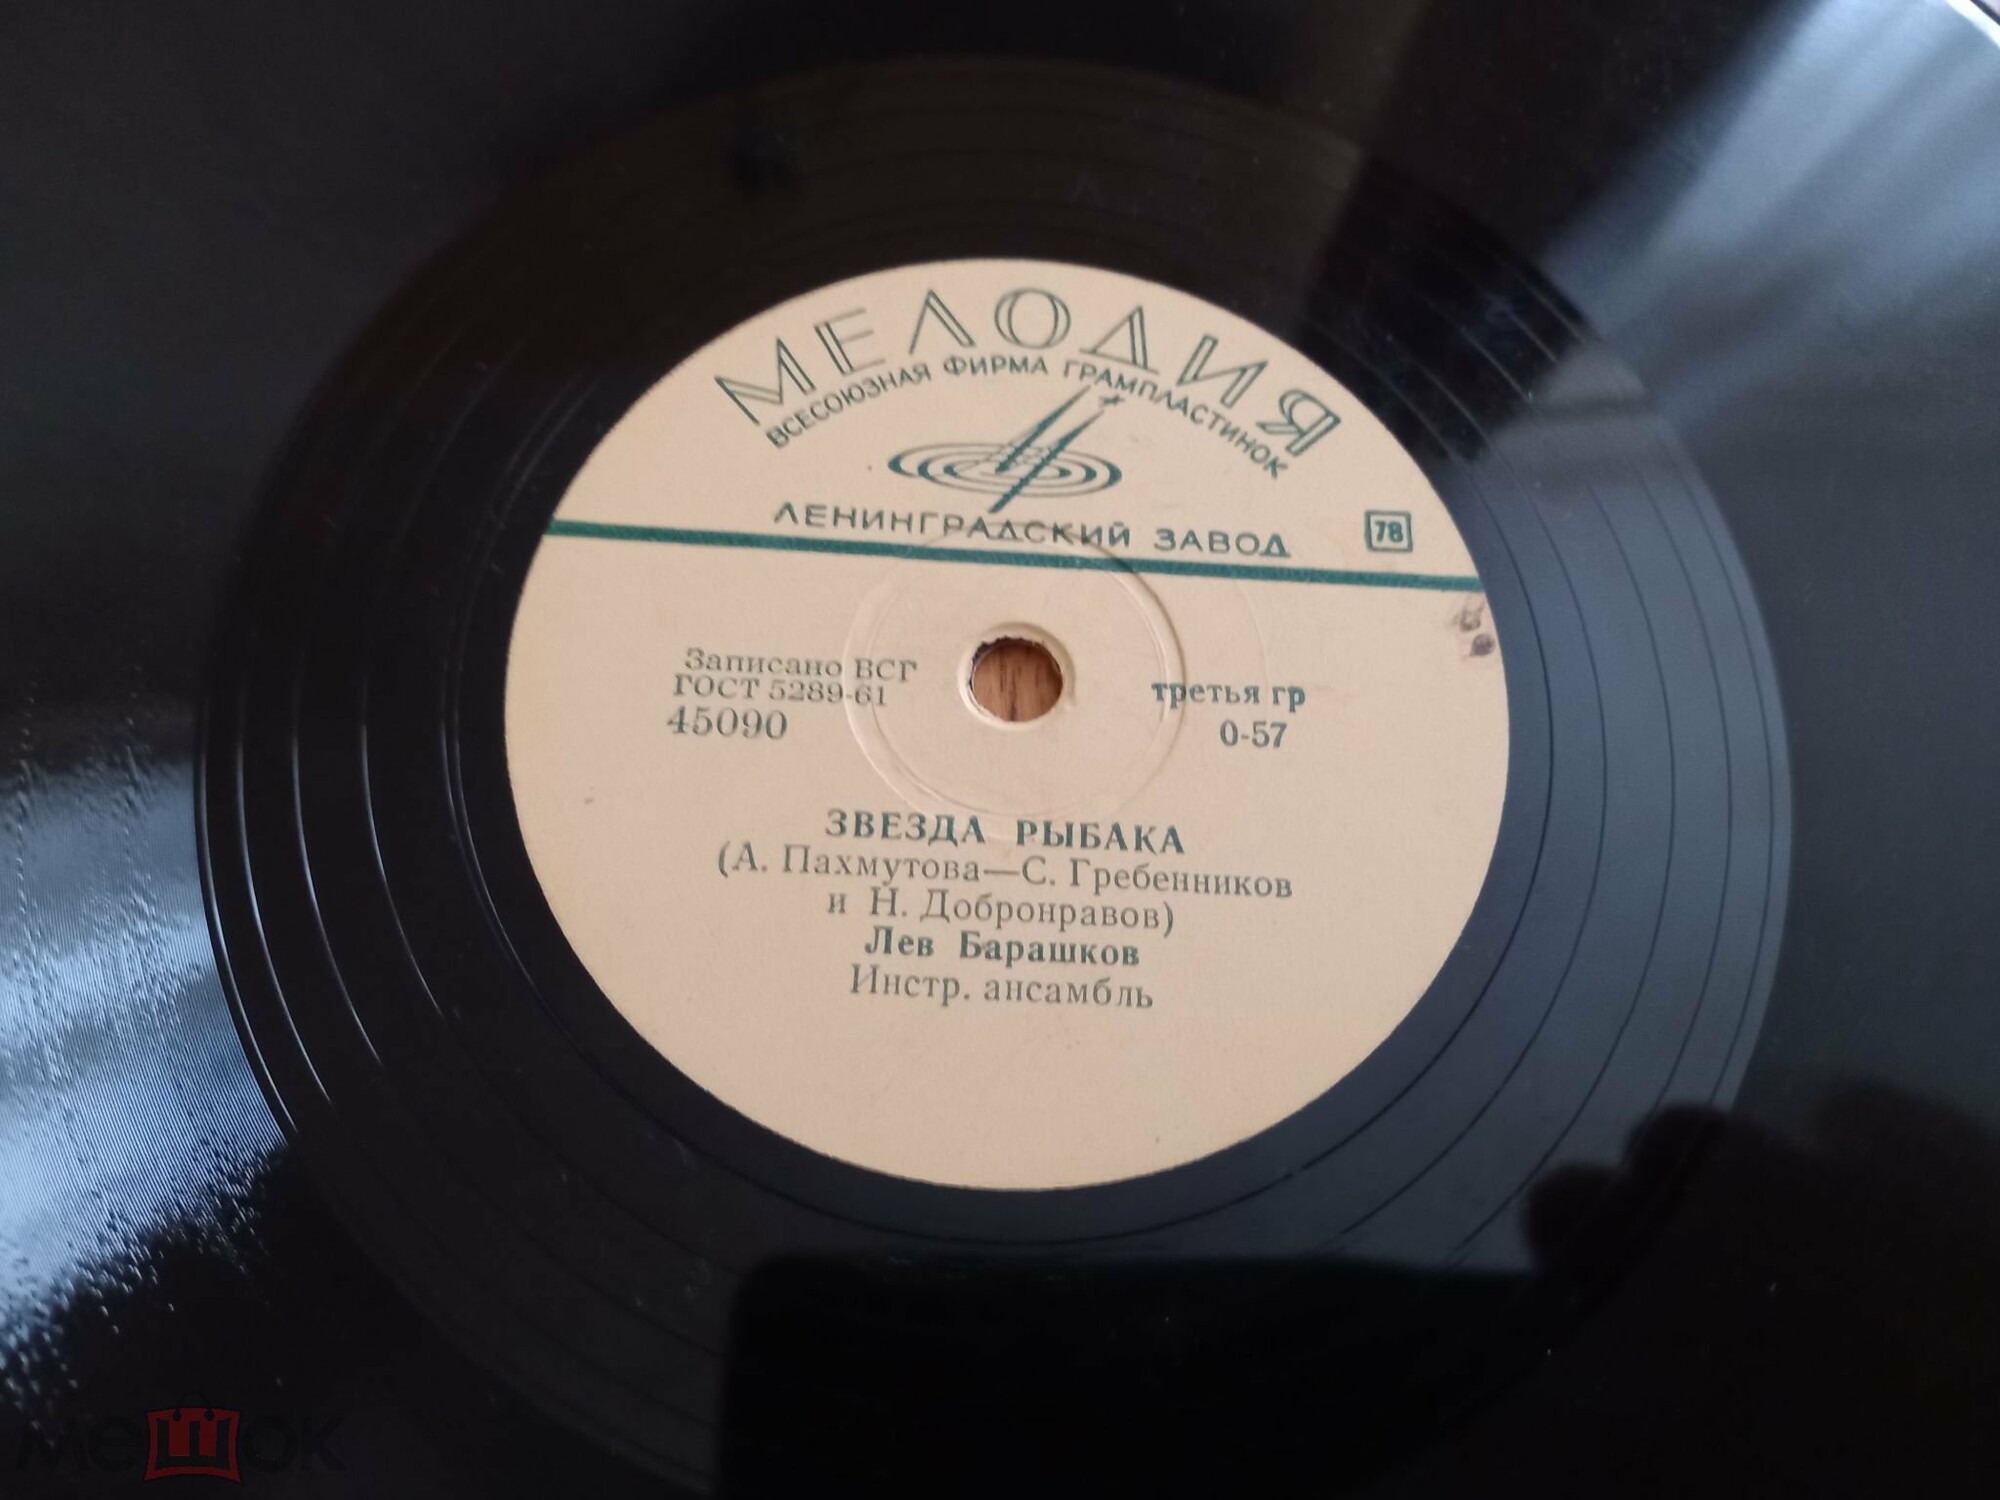 МЕЛОДИЯ
ВСЕСОЮЗНАЯ ФИРМА ГРАМПЛАСТИНОК
ЛЕНИНГРАДСКИЙ ЗАВОД 78
Записано ВСГ
ГОСТ 5289-61
45090
третья гр
0-57
ЗВЕЗДА РЫБАКА
(А. Пахмутова—С. Гребенников
и Н. Добронравов)
Лев Барашков
Инстр. ансамбль
мешок